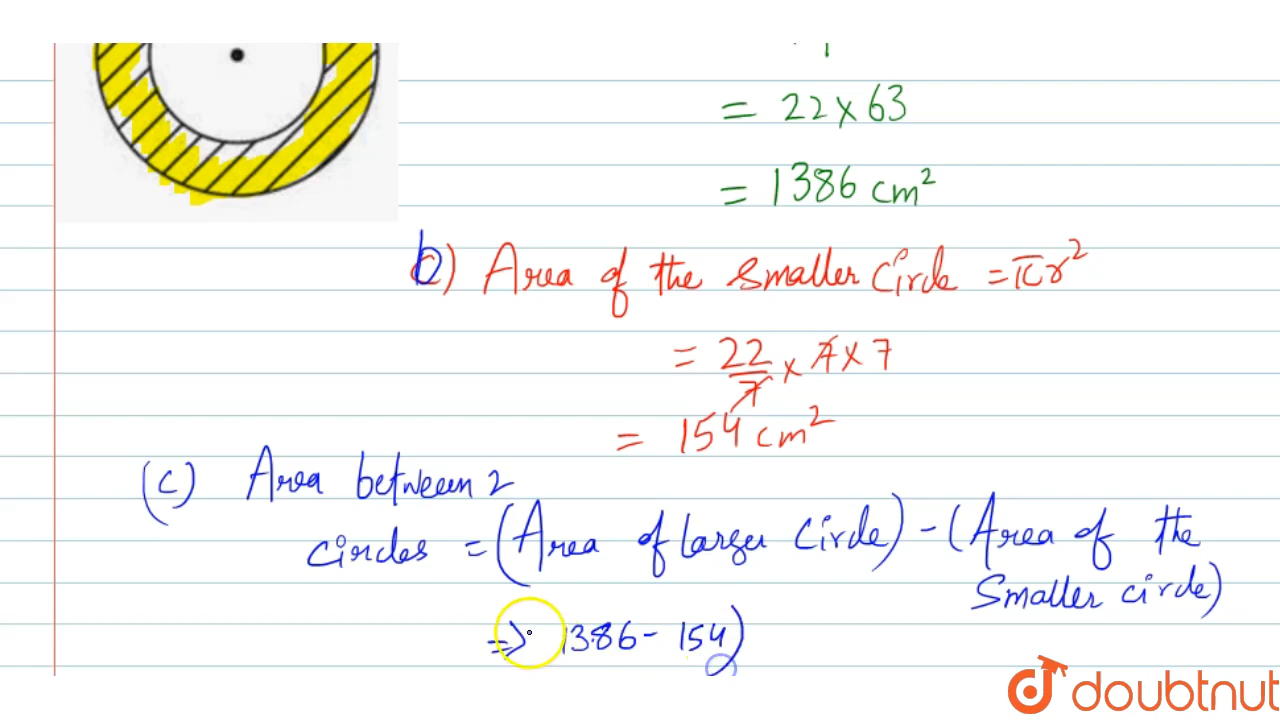 = 22 x 63
= 1386 cm²
b) Area of the smaller circle = πr²
= 22/7 x 7 x 7
= 154 cm²
(c) Area between 2
circles = (Area of larger circle) - (Area of the
smaller circle)
=> 1386 - 154)
doubtnut